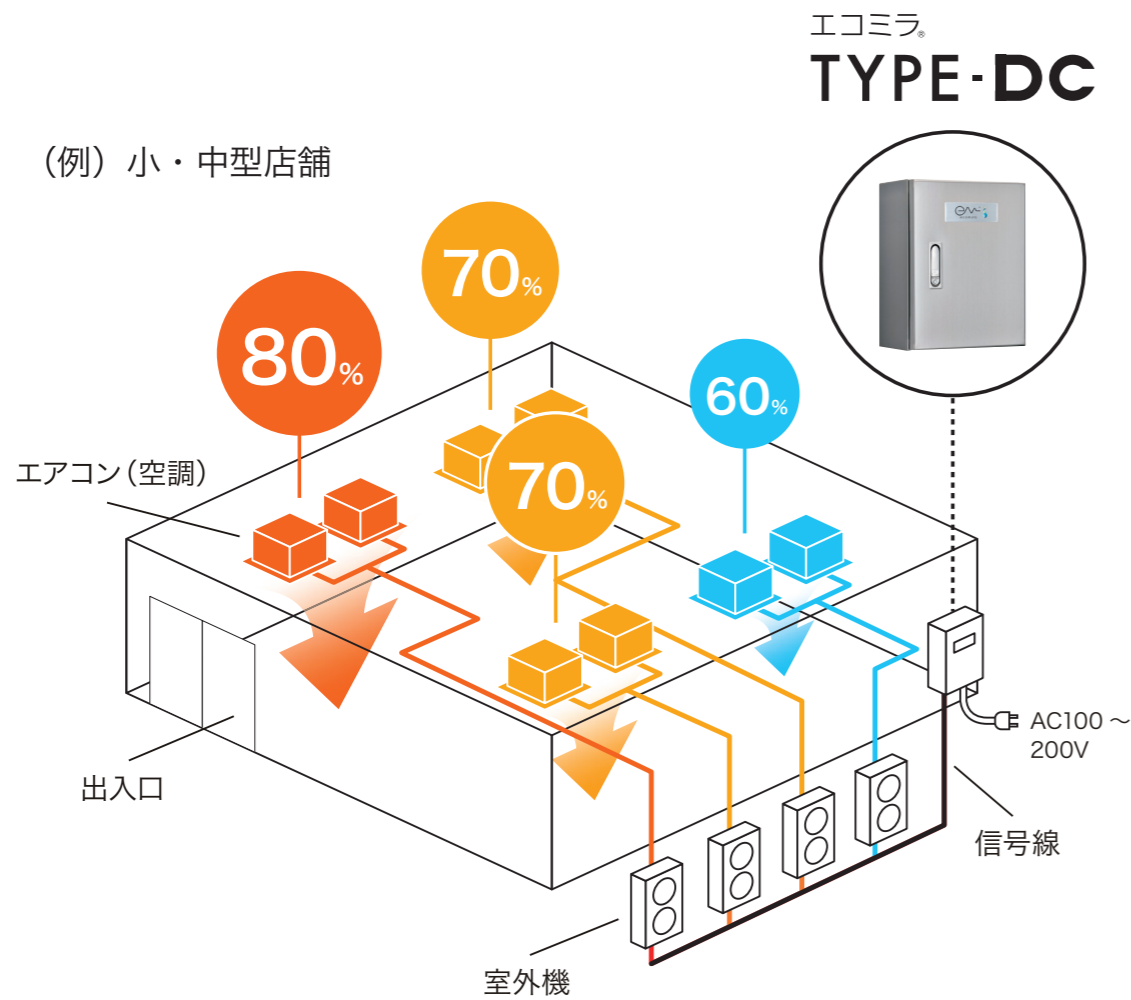 エコミラ®
TYPE-DC
（例）小・中型店舗
70%
80%
60%
70%
エアコン（空調）
AC100～
200V
出入口
信号線
室外機